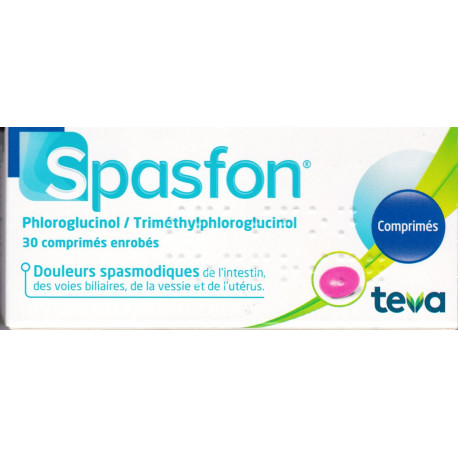 Spasfon®
Phloroglucinol / Triméthylphloroglucinol
30 comprimés enrobés
Comprimés
Douleurs spasmodiques de l'intestin,
des voies biliaires, de la vessie et de l'utérus.
teva